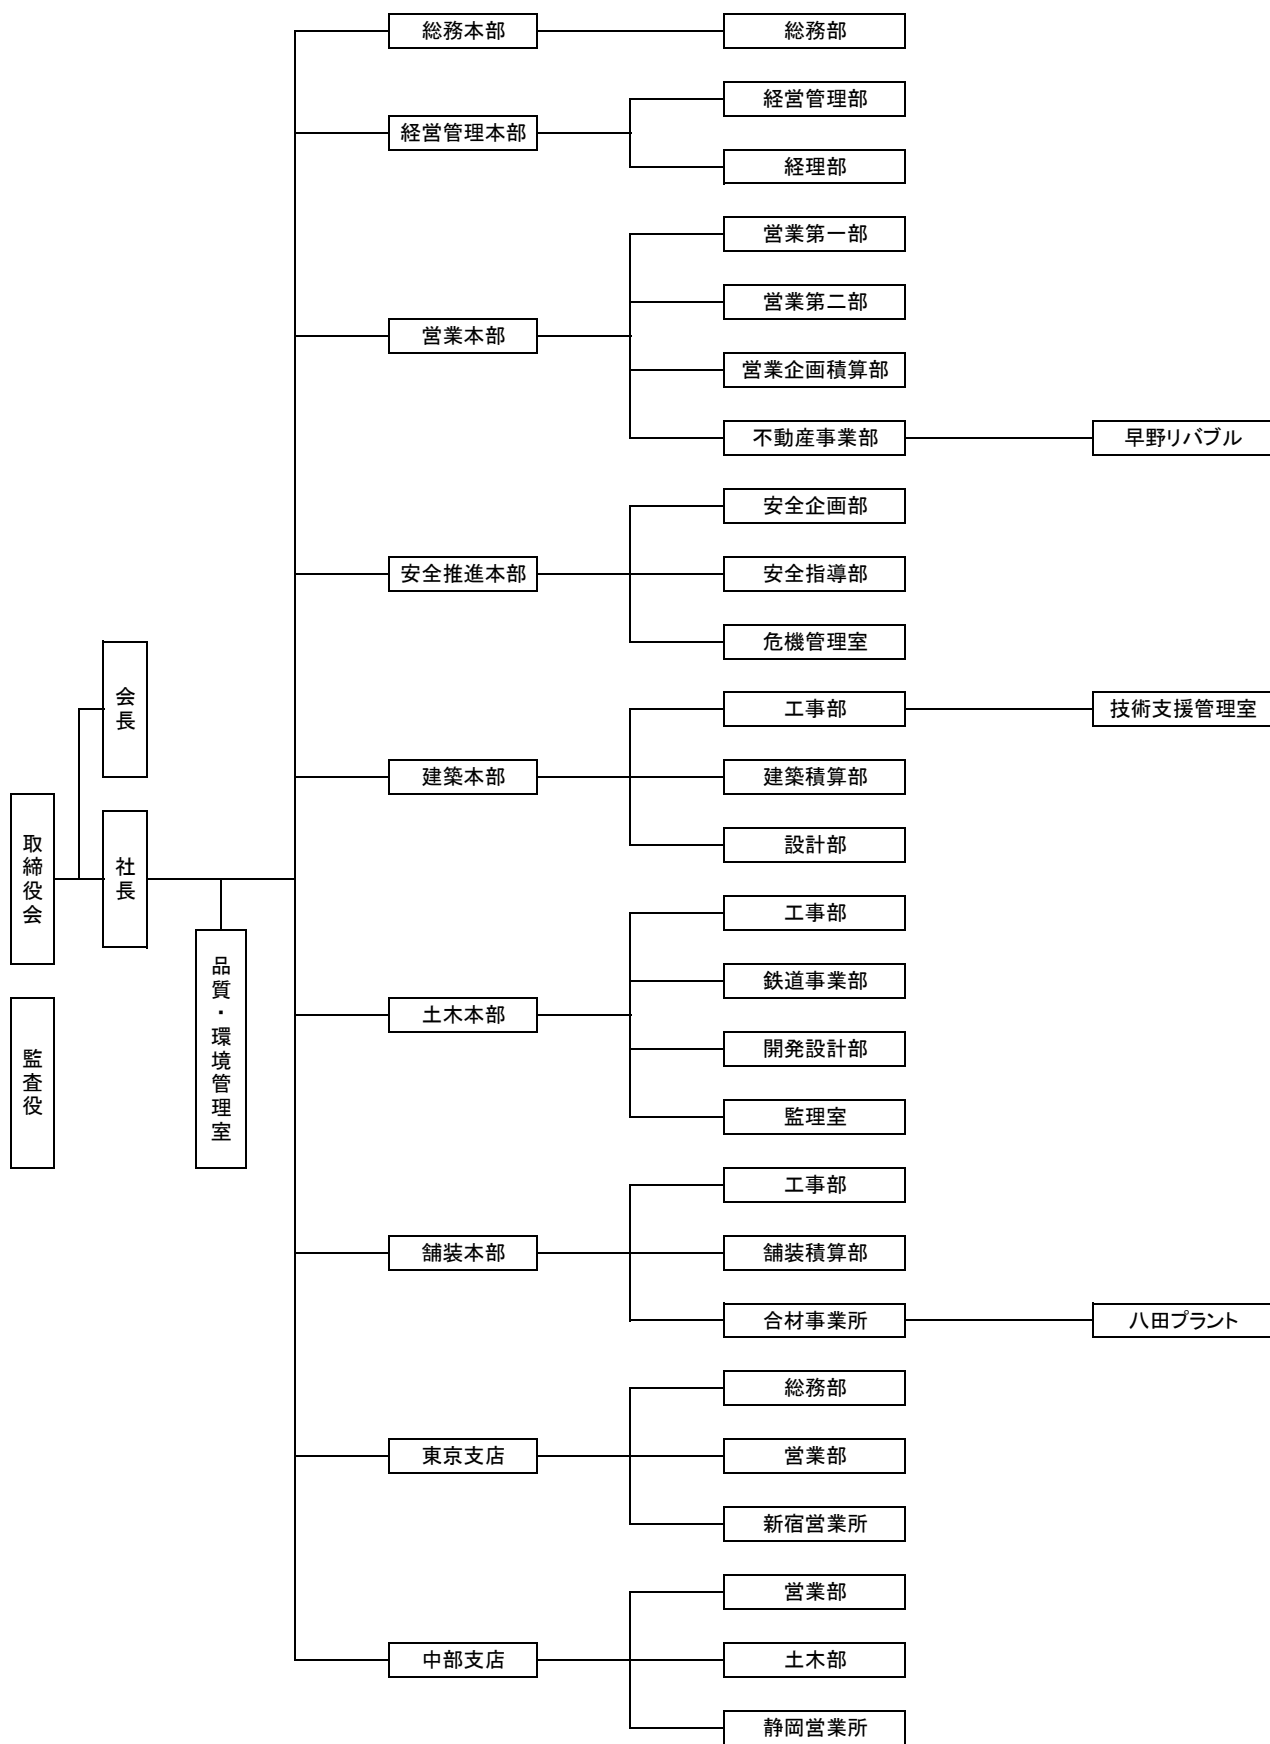 取締役会
監査役
会長
社長
品質・環境管理室
総務本部
総務部
経営管理本部
経営管理部
経理部
営業本部
営業第一部
営業第二部
営業企画積算部
不動産事業部
早野リバブル
安全推進本部
安全企画部
安全指導部
危機管理室
建築本部
工事部
技術支援管理室
建築積算部
設計部
土木本部
工事部
鉄道事業部
開発設計部
監理室
舗装本部
工事部
舗装積算部
合材事業所
八田プラント
東京支店
総務部
営業部
新宿営業所
中部支店
営業部
土木部
静岡営業所